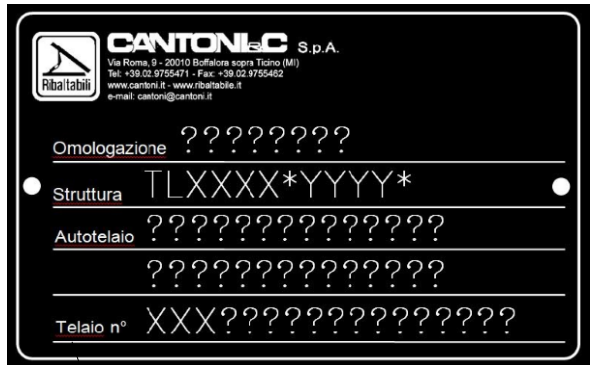 CANTONI&C S.p.A.
Via Roma, 9 - 20010 Boffalora sopra Ticino (MI)
Tel: +39.02.9755471 - Fax: +39.02.9755462
www.cantoni.it - www.ribaltabile.it
e-mail: cantoni@cantoni.it
Ribaltabili
Omologazione ????????
Struttura TLXXXX*YYYY*
Autotelaio ??????????????
??????????????
Telaio n° XXX??????????????